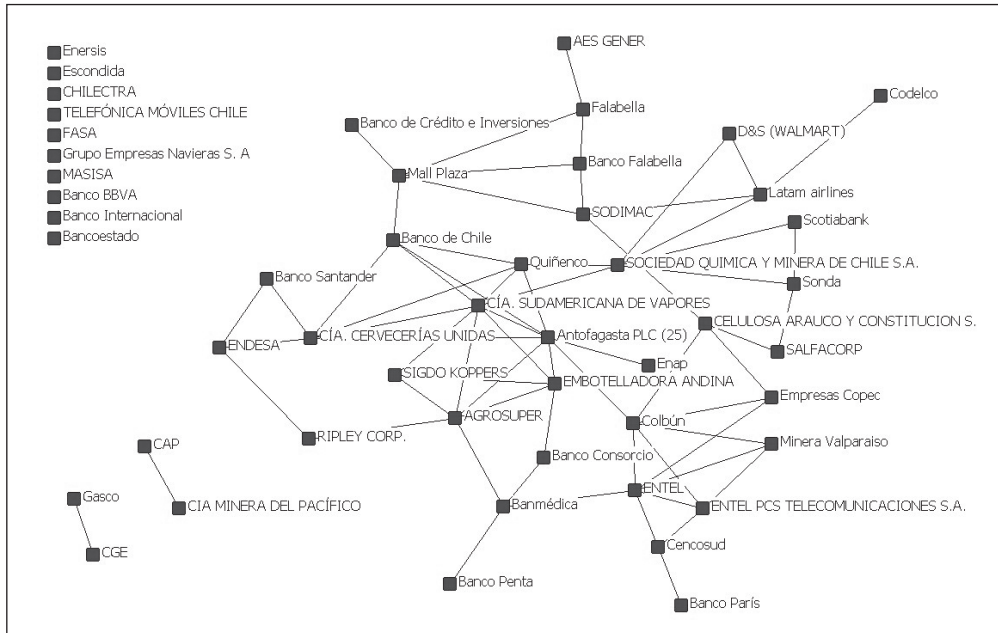 AES GENER
Enersis
Escondida
CHILECTRA
Codelco
TELEFÓNICA MÓVILES CHILE
Falabella
Banco de Crédito e Inversiones
FASA
D&S (WALMART)
Grupo Empresas Navieras S. A
Banco Falabella
MASISA
Mall Plaza
Banco BBVA
Latam airlines
Banco Internacional
SODIMAC
Scotiabank
Bancoestado
Banco de Chile
Quiñenco
SOCIEDAD QUIMICA Y MINERA DE CHILE S.A.
Banco Santander
Sonda
CÍA. SUDAMERICANA DE VAPORES
CELULOSA ARAUCO Y CONSTITUCION S.
CÍA. CERVECERÍAS UNIDAS
Antofagasta PLC (25)
ENDESA
SALFACORP
Enap
SIGDO KOPPERS
EMBOTELLADORA ANDINA
Empresas Copec
AGROSUPER
Colbún
RIPLEY CORP.
CAP
Minera Valparaiso
Banco Consorcio
ENTEL
Gasco
CIA MINERA DEL PACÍFICO
Banmédica
ENTEL PCS TELECOMUNICACIONES S.A.
Cencosud
CGE
Banco Penta
Banco París